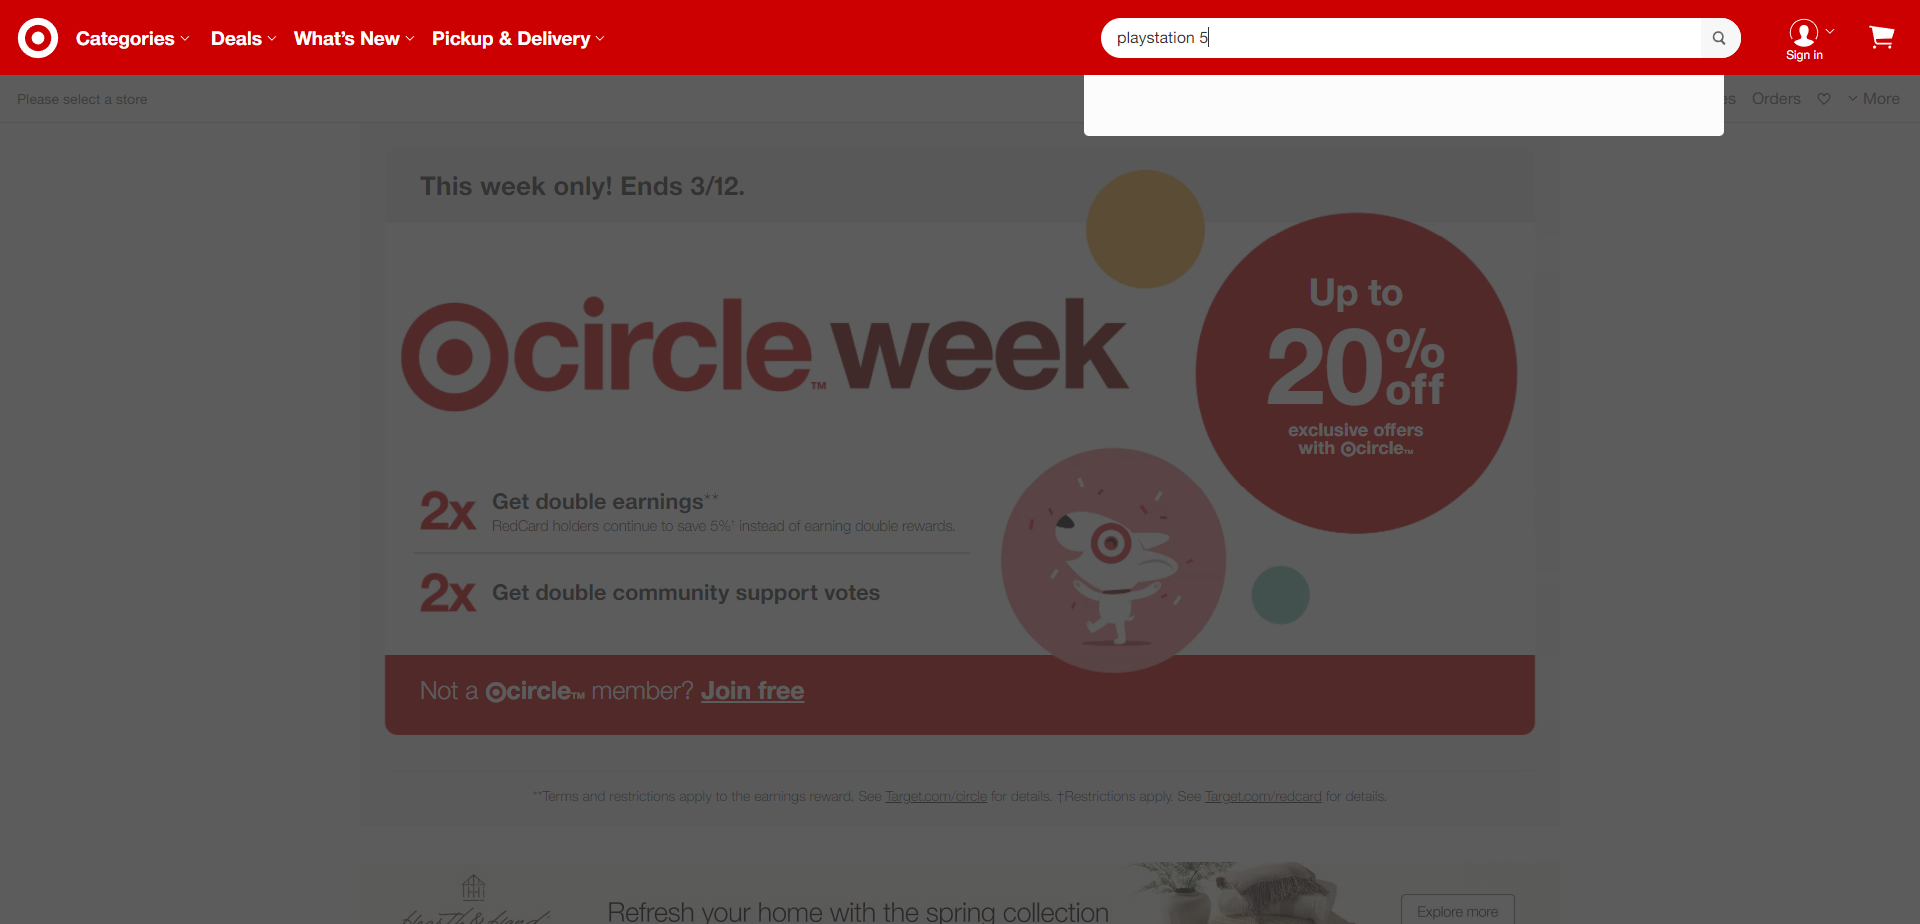 Categories
Deals
What's New
Pickup & Delivery
playstation 5
Sign in
Please select a store
Orders
More
This week only! Ends 3/12.
circle™ week
Up to
20% off
exclusive offers
with circle™
2x Get double earnings**
RedCard holders continue to save 5%† instead of earning double rewards.
2x Get double community support votes
Not a circle™ member? Join free
**Terms and restrictions apply to the earnings reward. See Target.com/circle for details. †Restrictions apply. See Target.com/redcard for details.
Hearth & Hand
Refresh your home with the spring collection
Explore more